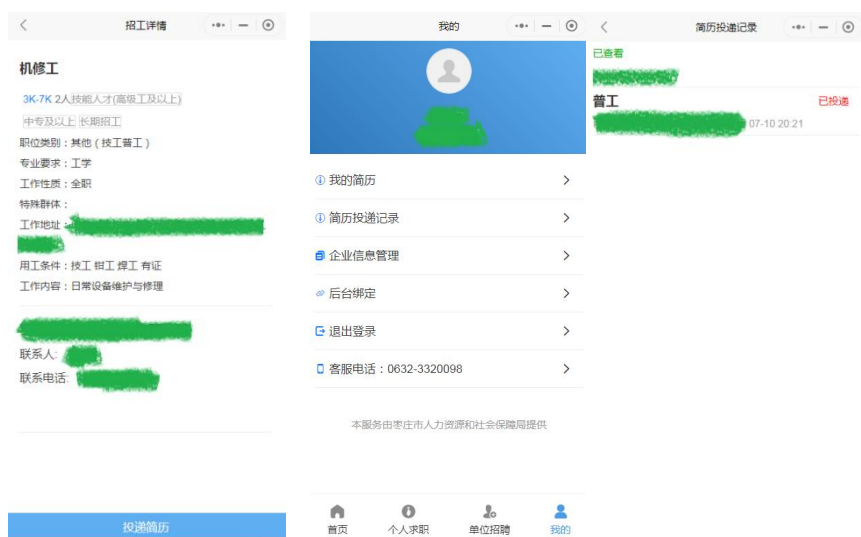 招工详情
机修工
3K-7K 2人 技能人才(高级工及以上)
中专及以上 长期招工
职位类别：其他（技工普工）
专业要求：工学
工作性质：全职
特殊群体：
工作地址：
用工条件：技工 钳工 焊工 有证
工作内容：日常设备维护与修理
联系人:
联系电话:
投递简历
我的
我的简历
简历投递记录
企业信息管理
后台绑定
退出登录
客服电话：0632-3320098
本服务由枣庄市人力资源和社会保障局提供
首页 个人求职 单位招聘 我的
简历投递记录
已查看
普工 已投递
07-10 20:21